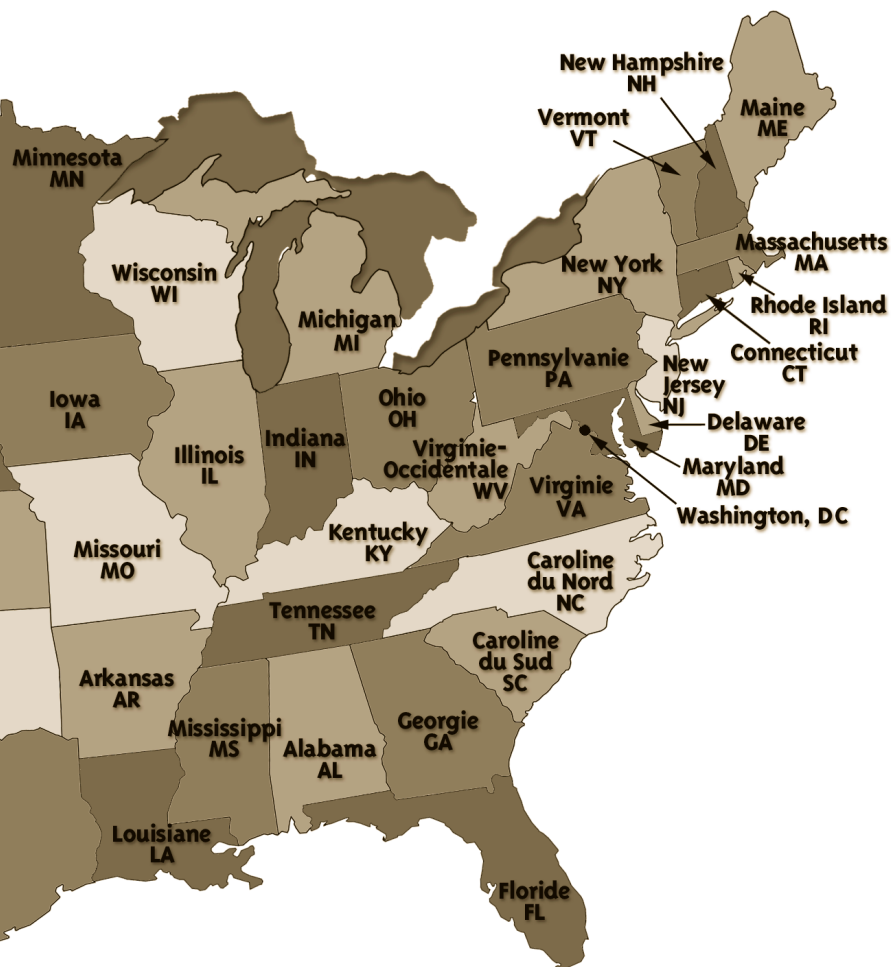 New Hampshire
NH
Vermont
VT
Maine
ME
Minnesota
MN
Massachusetts
MA
Wisconsin
WI
New York
NY
Rhode Island
RI
Michigan
MI
Connecticut
CT
Pennsylvanie
PA
New
Jersey
NJ
Iowa
IA
Ohio
OH
Delaware
DE
Indiana
IN
Illinois
IL
Virginie-
Occidentale
WV
Maryland
MD
Virginie
VA
Washington, DC
Kentucky
KY
Missouri
MO
Caroline
du Nord
NC
Tennessee
TN
Caroline
du Sud
SC
Arkansas
AR
Mississippi
MS
Alabama
AL
Georgie
GA
Louisiane
LA
Floride
FL